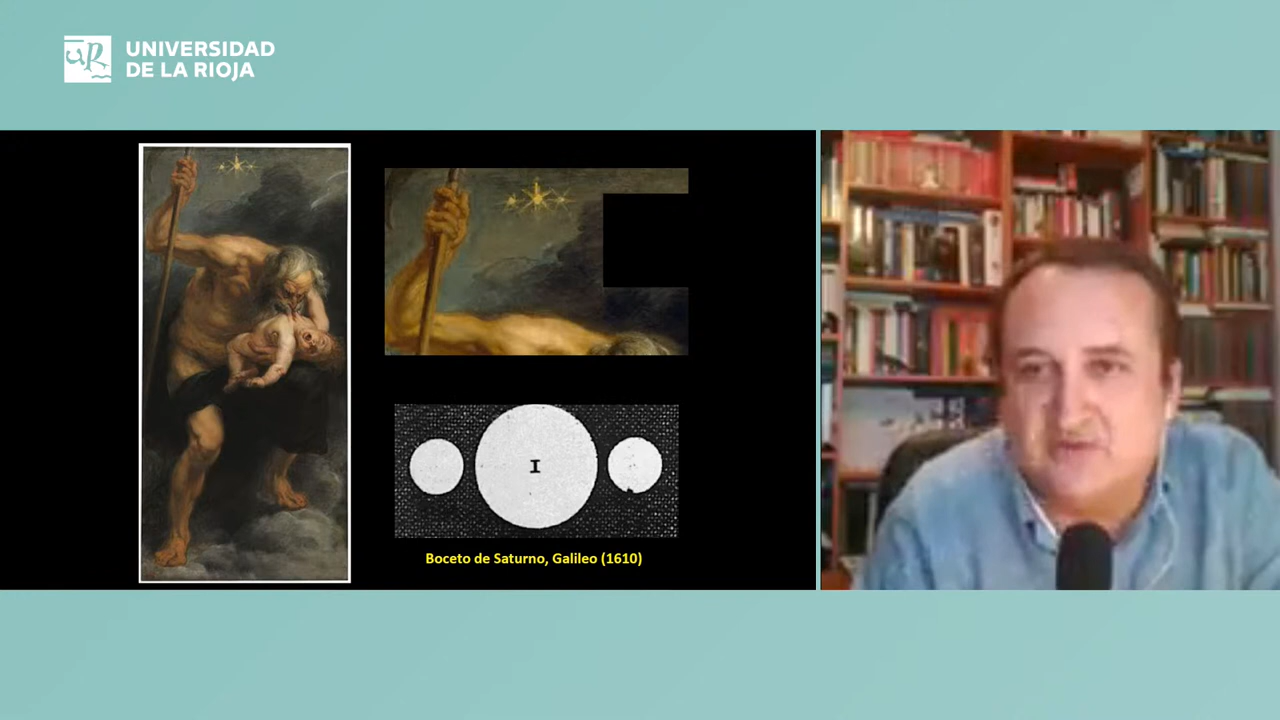 UNIVERSIDAD
DE LA RIOJA
I
Boceto de Saturno, Galileo (1610)